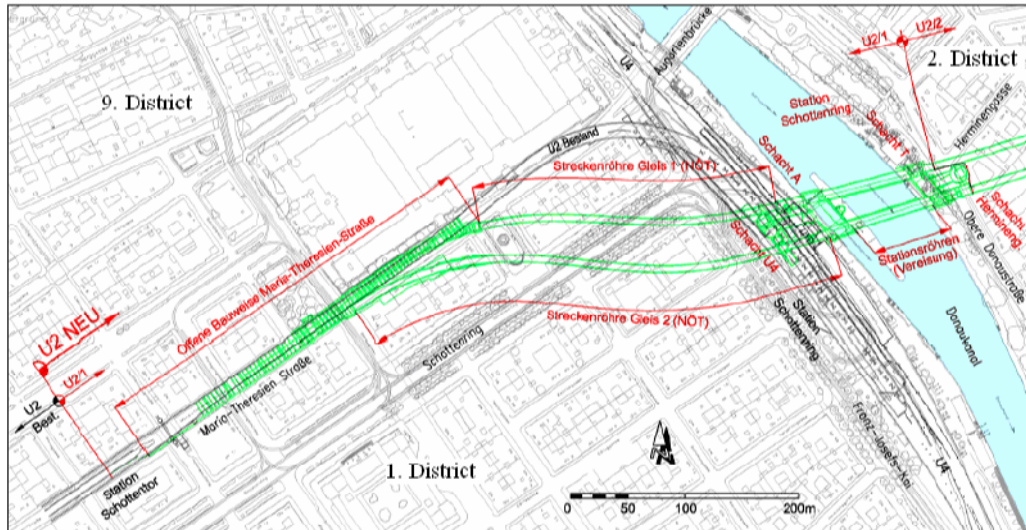 9. District
2. District
1. District
U4
Augartenbrücke
U2/1
U2/2
Station
Schottenring
Schacht 1
Herminengasse
Schacht
Hermineng.
Obere Donaustraße
Schacht A
U2 Bestand
Streckenröhre Gleis 1 (NÖT)
Offene Bauweise Maria-Theresien-Straße
Schacht U4
Stationsröhren
(Vereisung)
Donaukanal
Station
Schottenring
Streckenröhre Gleis 2 (NÖT)
Schottenring
U2 NEU
U2/1
U2
Best.
Maria-Theresien Straße
Station
Schottentor
Franz-Josefs-Kai
U4
N
0 50 100 200m